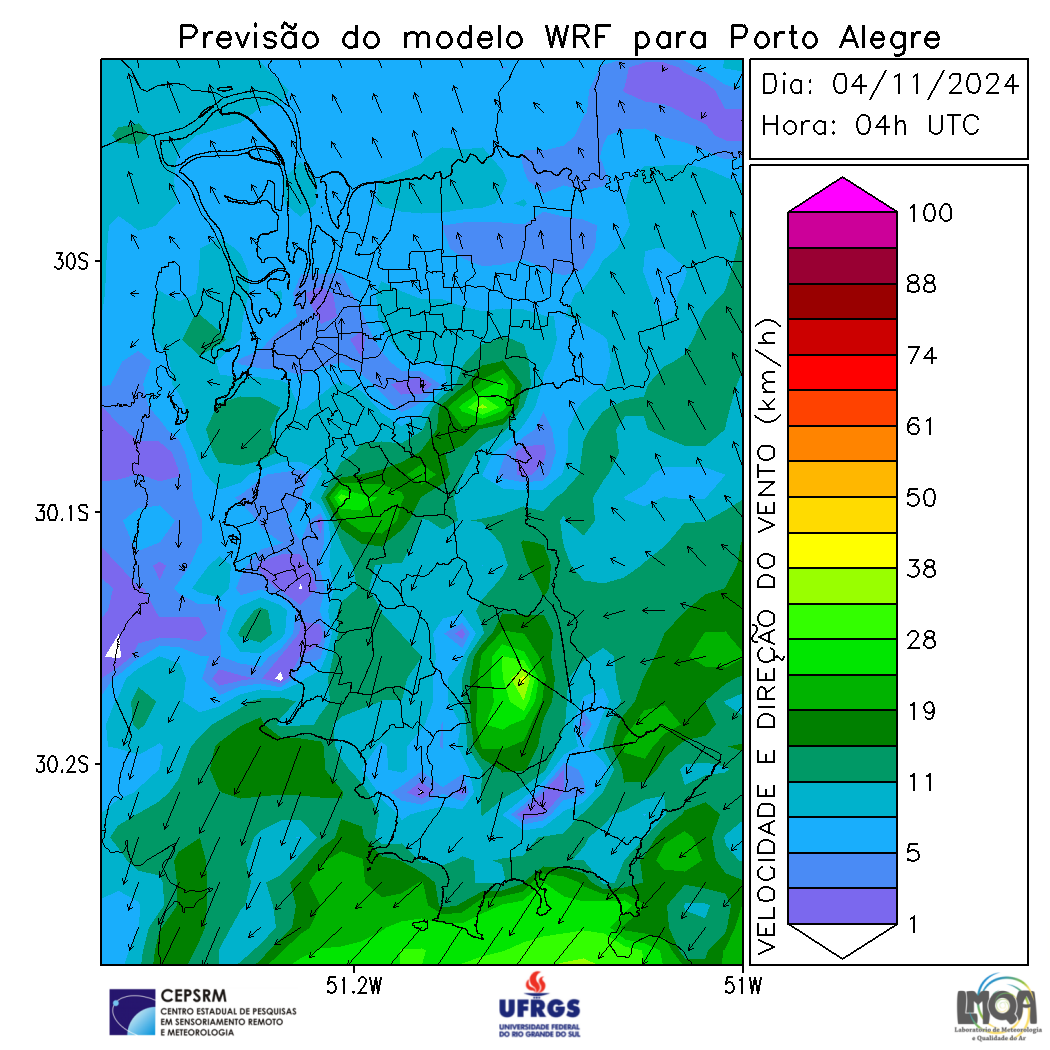 Previsão do modelo WRF para Porto Alegre
Dia: 04/11/2024
Hora: 04h UTC
30S
30.1S
30.2S
51.2W
51W
VELOCIDADE E DIREÇÃO DO VENTO (km/h)
100
88
74
61
50
38
28
19
11
5
1
CEPSRM
CENTRO ESTADUAL DE PESQUISAS
EM SENSORIAMENTO REMOTO
E METEOROLOGIA
UFRGS
UNIVERSIDADE FEDERAL
DO RIO GRANDE DO SUL
LMQA
Laboratório de Meteorologia
e Qualidade do Ar